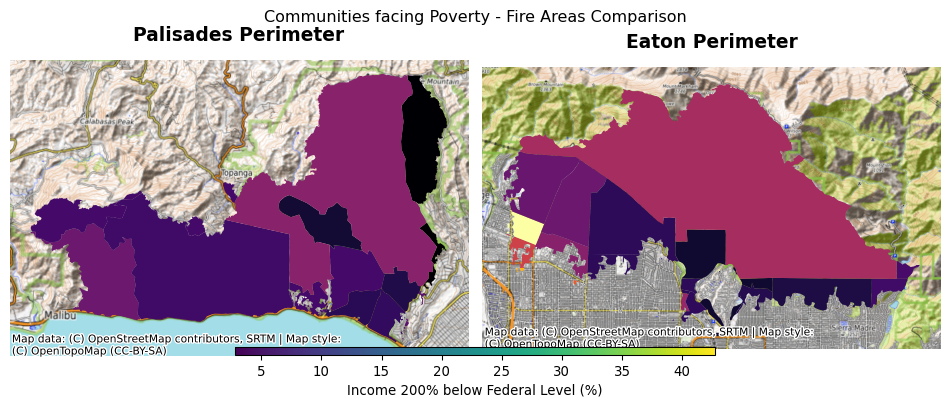 Communities facing Poverty - Fire Areas Comparison
Palisades Perimeter
Eaton Perimeter
Mountain
Calabasas Peak
Topanga
Malibu
Sierra Madre
Map data: (C) OpenStreetMap contributors, SRTM | Map style:
(C) OpenTopoMap (CC-BY-SA)
Map data: (C) OpenStreetMap contributors, SRTM | Map style:
(C) OpenTopoMap (CC-BY-SA)
5 10 15 20 25 30 35 40
Income 200% below Federal Level (%)